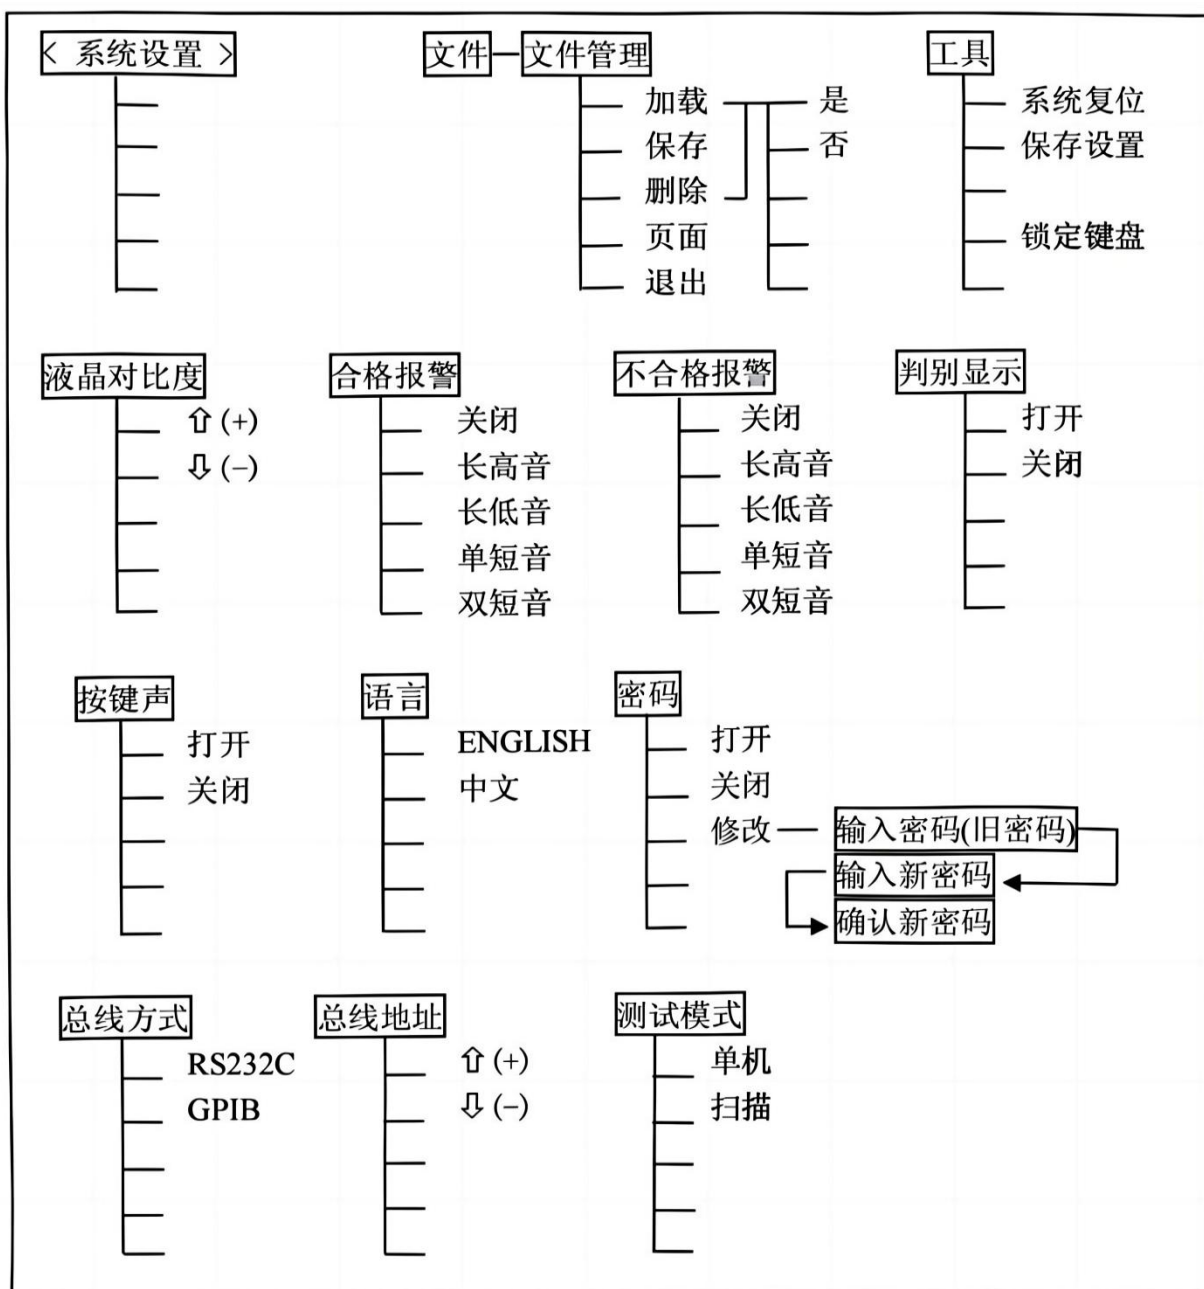 < 系统设置 >
文件 文件管理
加载 是
保存 否
删除
页面
退出
工具
系统复位
保存设置
锁定键盘
液晶对比度
⇧(+)
⇩(−)
合格报警
关闭
长高音
长低音
单短音
双短音
不合格报警
关闭
长高音
长低音
单短音
双短音
判别显示
打开
关闭
按键声
打开
关闭
语言
ENGLISH
中文
密码
打开
关闭
修改 输入密码(旧密码)
输入新密码
确认新密码
总线方式
RS232C
GPIB
总线地址
⇧(+)
⇩(−)
测试模式
单机
扫描